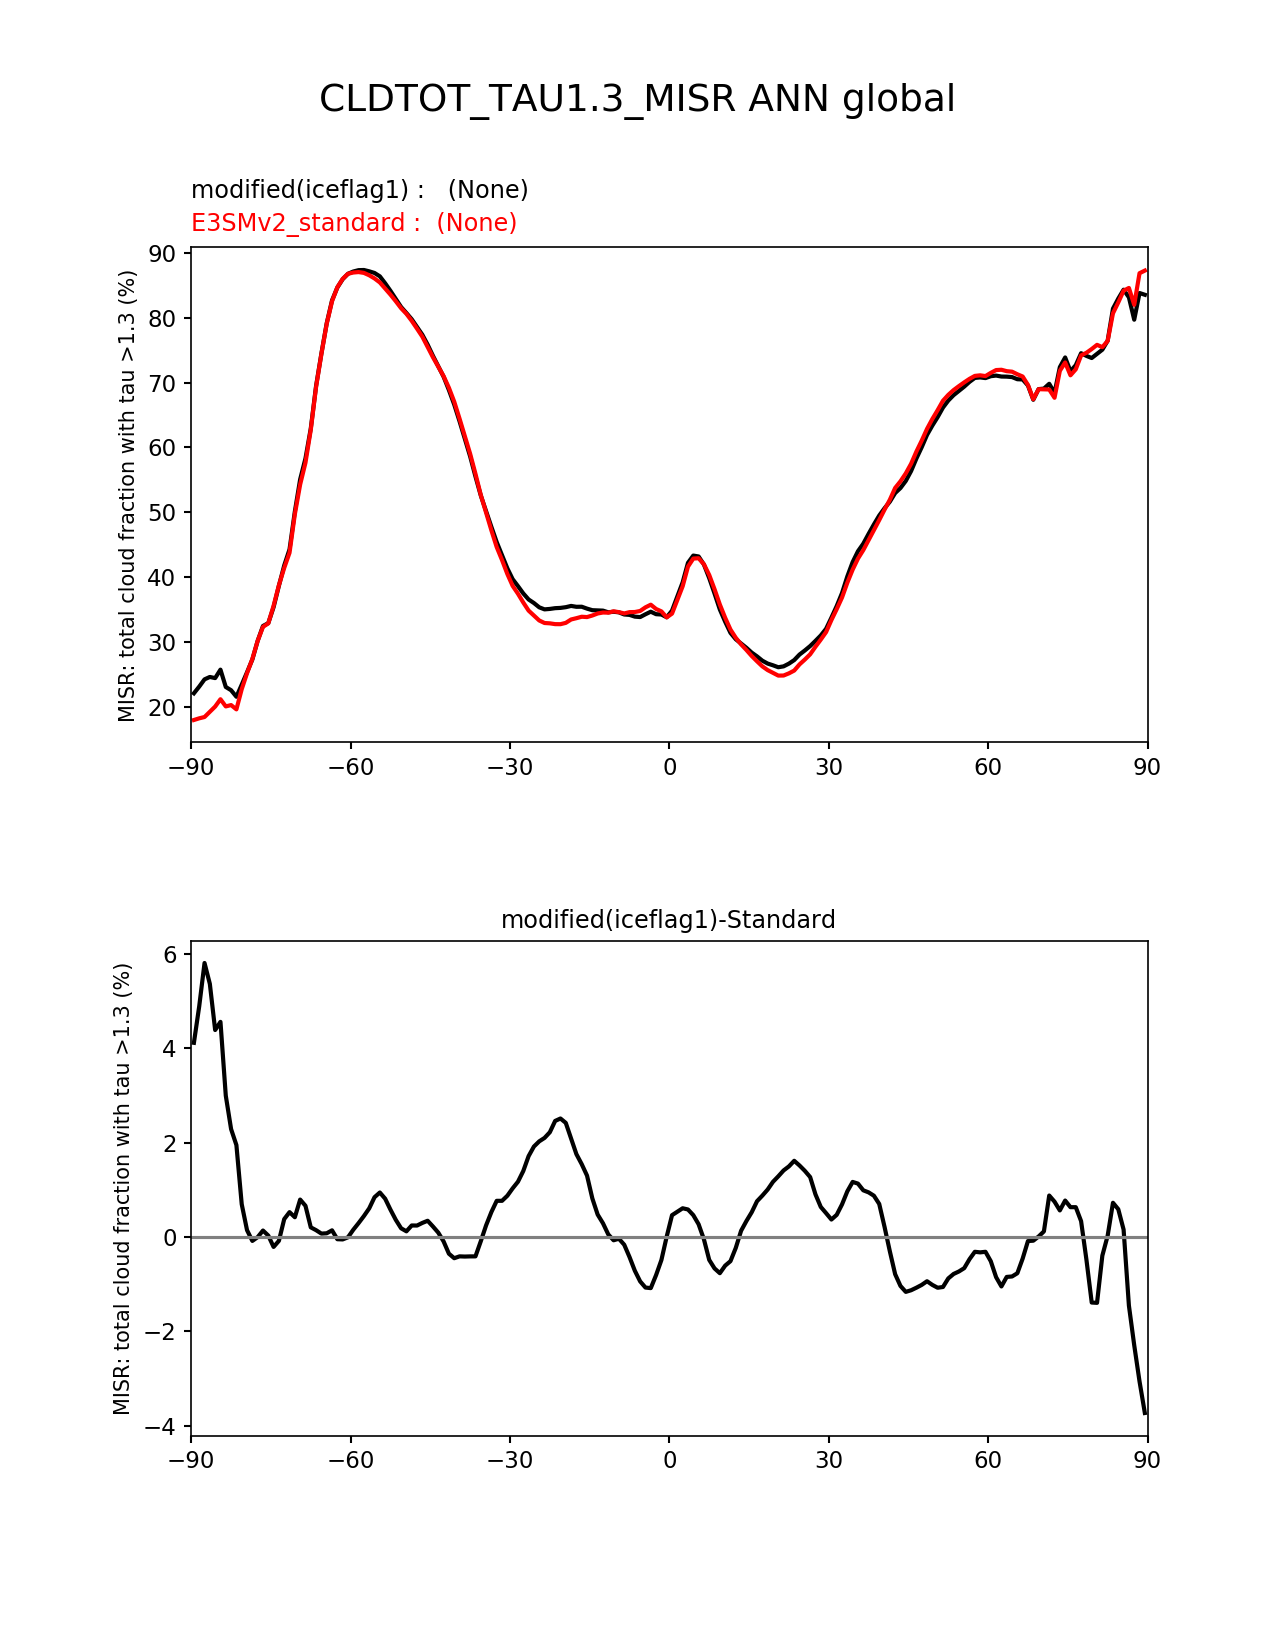 CLDTOT_TAU1.3_MISR ANN global
modified(iceflag1) :   (None)
E3SMv2_standard :  (None)
MISR: total cloud fraction with tau >1.3 (%)
90
80
70
60
50
40
30
20
−90 −60 −30 0 30 60 90
modified(iceflag1)-Standard
MISR: total cloud fraction with tau >1.3 (%)
6
4
2
0
−2
−4
−90 −60 −30 0 30 60 90